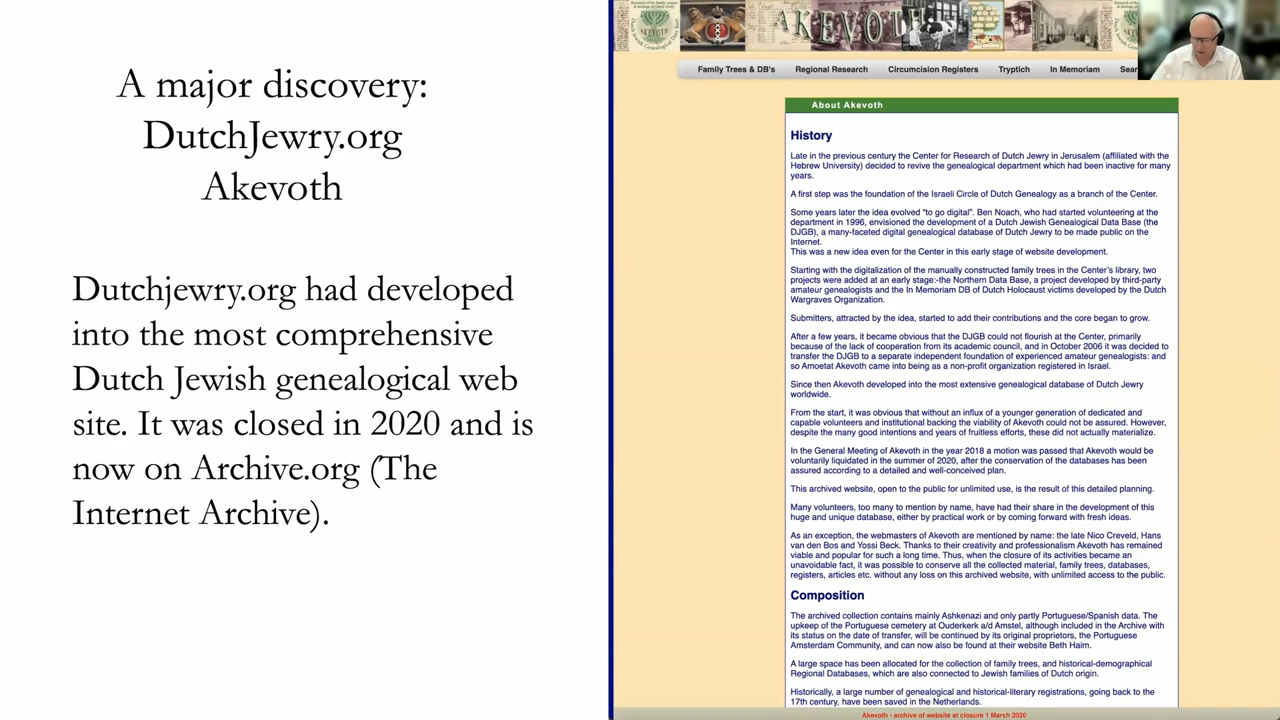 A major discovery:
DutchJewry.org
Akevoth
Dutchjewry.org had developed
into the most comprehensive
Dutch Jewish genealogical web
site. It was closed in 2020 and is
now on Archive.org (The
Internet Archive).
AKEVOTH
Family Trees & DB's Regional Research Circumcision Registers Tryptich In Memoriam Sear
About Akevoth
History
Late in the previous century the Center for Research of Dutch Jewry in Jerusalem (affiliated with the
Hebrew University) decided to revive the genealogical department which had been inactive for many
years.
A first step was the foundation of the Israeli Circle of Dutch Genealogy as a branch of the Center.
Some years later the idea evolved "to go digital". Ben Noach, who had started volunteering at the
department in 1996, envisioned the development of a Dutch Jewish Genealogical Data Base (the
DJGB), a many-faceted digital genealogical database of Dutch Jewry to be made public on the
Internet.
This was a new idea even for the Center in this early stage of website development.
Starting with the digitalization of the manually constructed family trees in the Center's library, two
projects were added at an early stage:-the Northern Data Base, a project developed by third-party
amateur genealogists and the In Memoriam DB of Dutch Holocaust victims developed by the Dutch
Wargraves Organization.
Submitters, attracted by the idea, started to add their contributions and the core began to grow.
After a few years, it became obvious that the DJGB could not flourish at the Center, primarily
because of the lack of cooperation from its academic council, and in October 2006 it was decided to
transfer the DJGB to a separate independent foundation of experienced amateur genealogists: and
so Amoetat Akevoth came into being as a non-profit organization registered in Israel.
Since then Akevoth developed into the most extensive genealogical database of Dutch Jewry
worldwide.
From the start, it was obvious that without an influx of a younger generation of dedicated and
capable volunteers and institutional backing the viability of Akevoth could not be assured. However,
despite the many good intentions and years of fruitless efforts, these did not actually materialize.
In the General Meeting of Akevoth in the year 2018 a motion was passed that Akevoth would be
voluntarily liquidated in the summer of 2020, after the conservation of the databases has been
assured according to a detailed and well-conceived plan.
This archived website, open to the public for unlimited use, is the result of this detailed planning.
Many volunteers, too many to mention by name, have had their share in the development of this
huge and unique database, either by practical work or by coming forward with fresh ideas.
As an exception, the webmasters of Akevoth are mentioned by name: the late Nico Creveld, Hans
van den Bos and Yossi Beck. Thanks to their creativity and professionalism Akevoth has remained
viable and popular for such a long time. Thus, when the closure of its activities became an
unavoidable fact, it was possible to conserve all the collected material, family trees, databases,
registers, articles etc. without any loss on this archived website, with unlimited access to the public.
Composition
The archived collection contains mainly Ashkenazi and only partly Portuguese/Spanish data. The
upkeep of the Portuguese cemetery at Ouderkerk a/d Amstel, although included in the Archive with
its status on the date of transfer, will be continued by its original proprietors, the Portuguese
Amsterdam Community, and can now also be found at their website Beth Haim.
A large space has been allocated for the collection of family trees, and historical-demographical
Regional Databases, which are also connected to Jewish families of Dutch origin.
Historically, a large number of genealogical and historical-literary registrations, going back to the
17th century, have been saved in the Netherlands.
Akevoth - archive of website at closure 1 March 2020